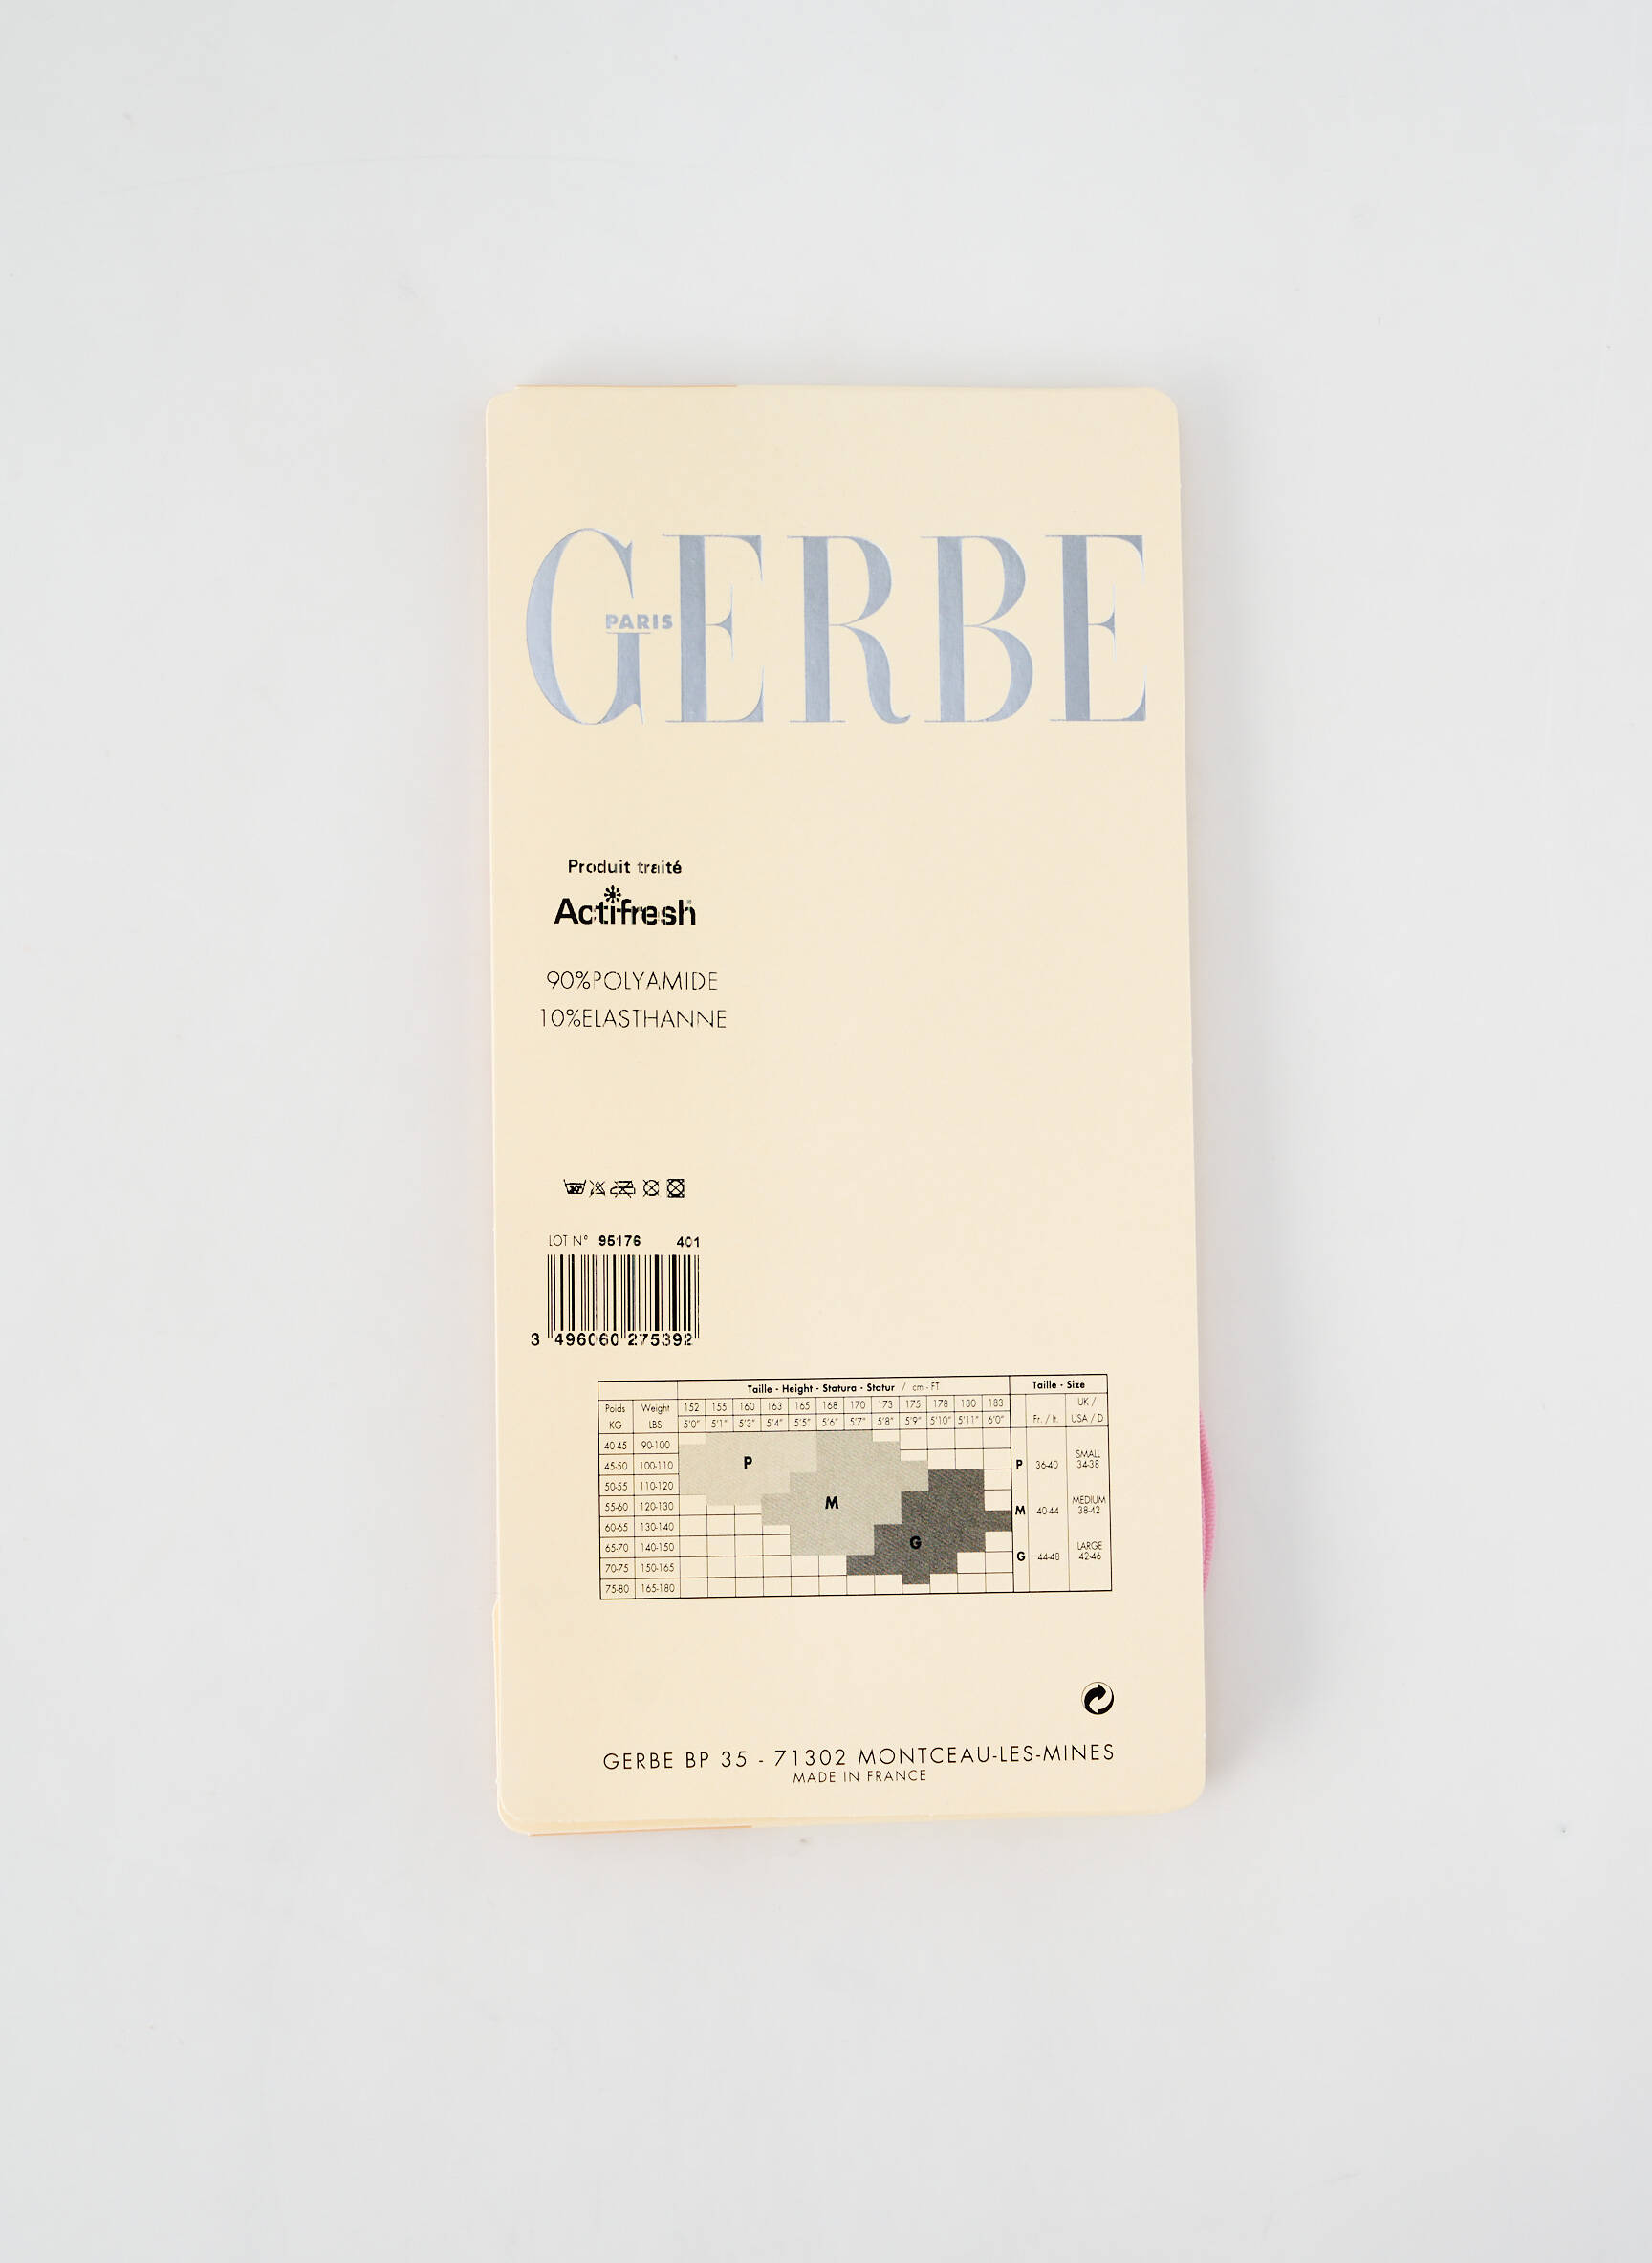 GERBE
PARIS
Produit traité
Actifresh
90%POLYAMIDE
10%ELASTHANNE
LOT N° 95176 401
3 496060 275392
Taille - Height - Statura - Statur / cm - FT Taille - Size
Poids Weight 152 155 160 163 165 168 170 173 175 178 180 183 UK /
KG LBS 5'0" 5'1" 5'3" 5'4" 5'5" 5'6" 5'7" 5'8" 5'9" 5'10" 5'11" 6'0" Fr. / It. USA / D
40-45 90-100
45-50 100-110 P P 36-40 SMALL 34-38
50-55 110-120
55-60 120-130 M M 40-44 MEDIUM 38-42
60-65 130-140
65-70 140-150 G G 44-48 LARGE 42-46
70-75 150-165
75-80 165-180
GERBE BP 35 - 71302 MONTCEAU-LES-MINES
MADE IN FRANCE